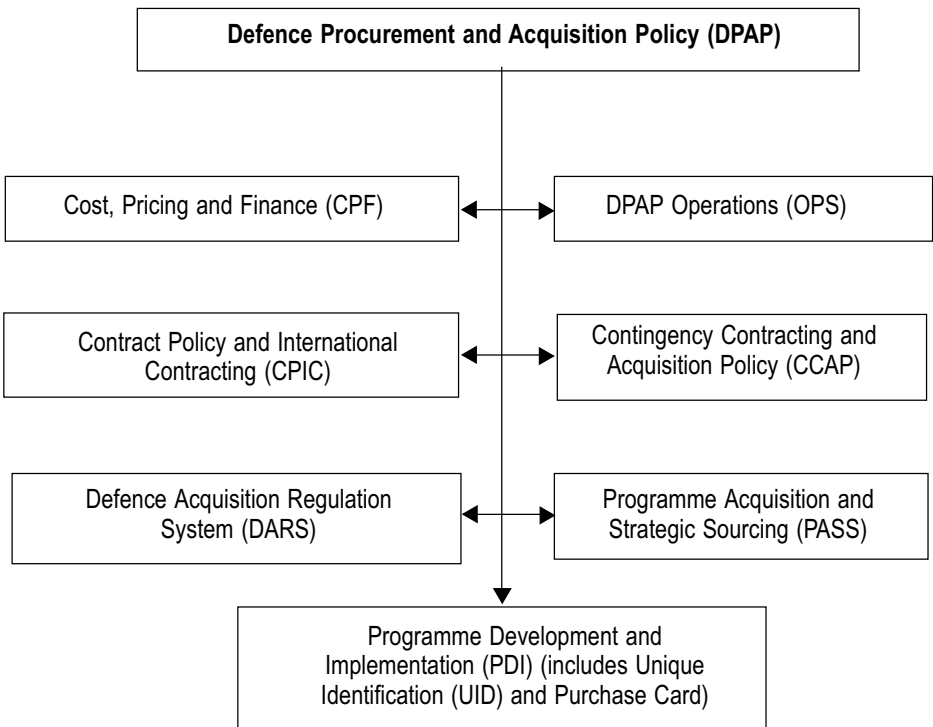 Defence Procurement and Acquisition Policy (DPAP)
Cost, Pricing and Finance (CPF)
DPAP Operations (OPS)
Contract Policy and International
Contracting (CPIC)
Contingency Contracting and
Acquisition Policy (CCAP)
Defence Acquisition Regulation
System (DARS)
Programme Acquisition and
Strategic Sourcing (PASS)
Programme Development and
Implementation (PDI) (includes Unique
Identification (UID) and Purchase Card)